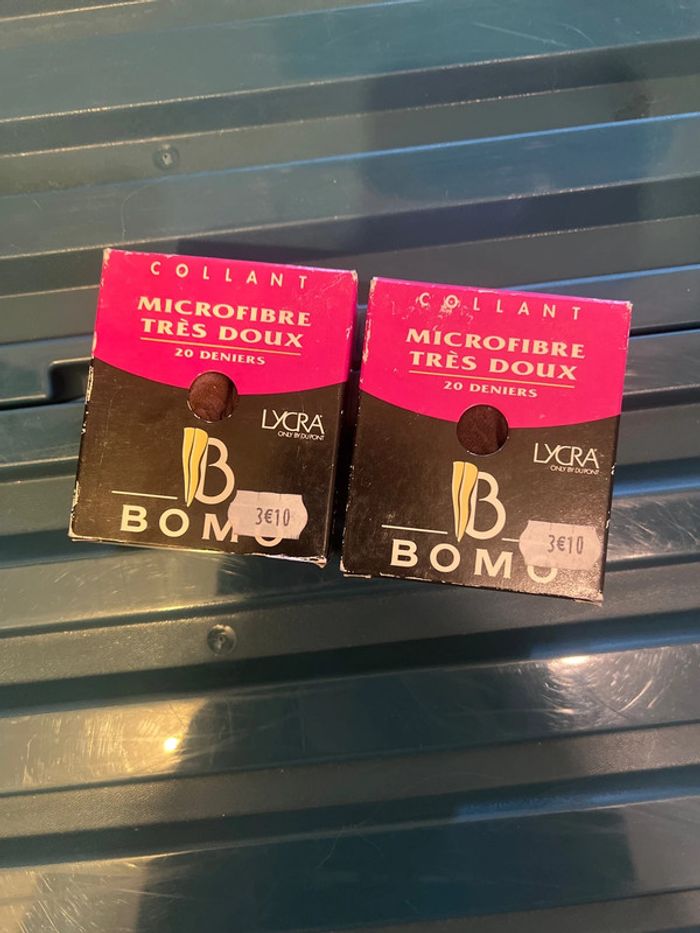 COLLANT
MICROFIBRE
TRÈS DOUX
20 DENIERS
LYCRA
ONLY BY DUPONT
B
3€10
BOMO
COLLANT
MICROFIBRE
TRÈS DOUX
20 DENIERS
LYCRA
ONLY BY DUPONT
B
3€10
BOMO